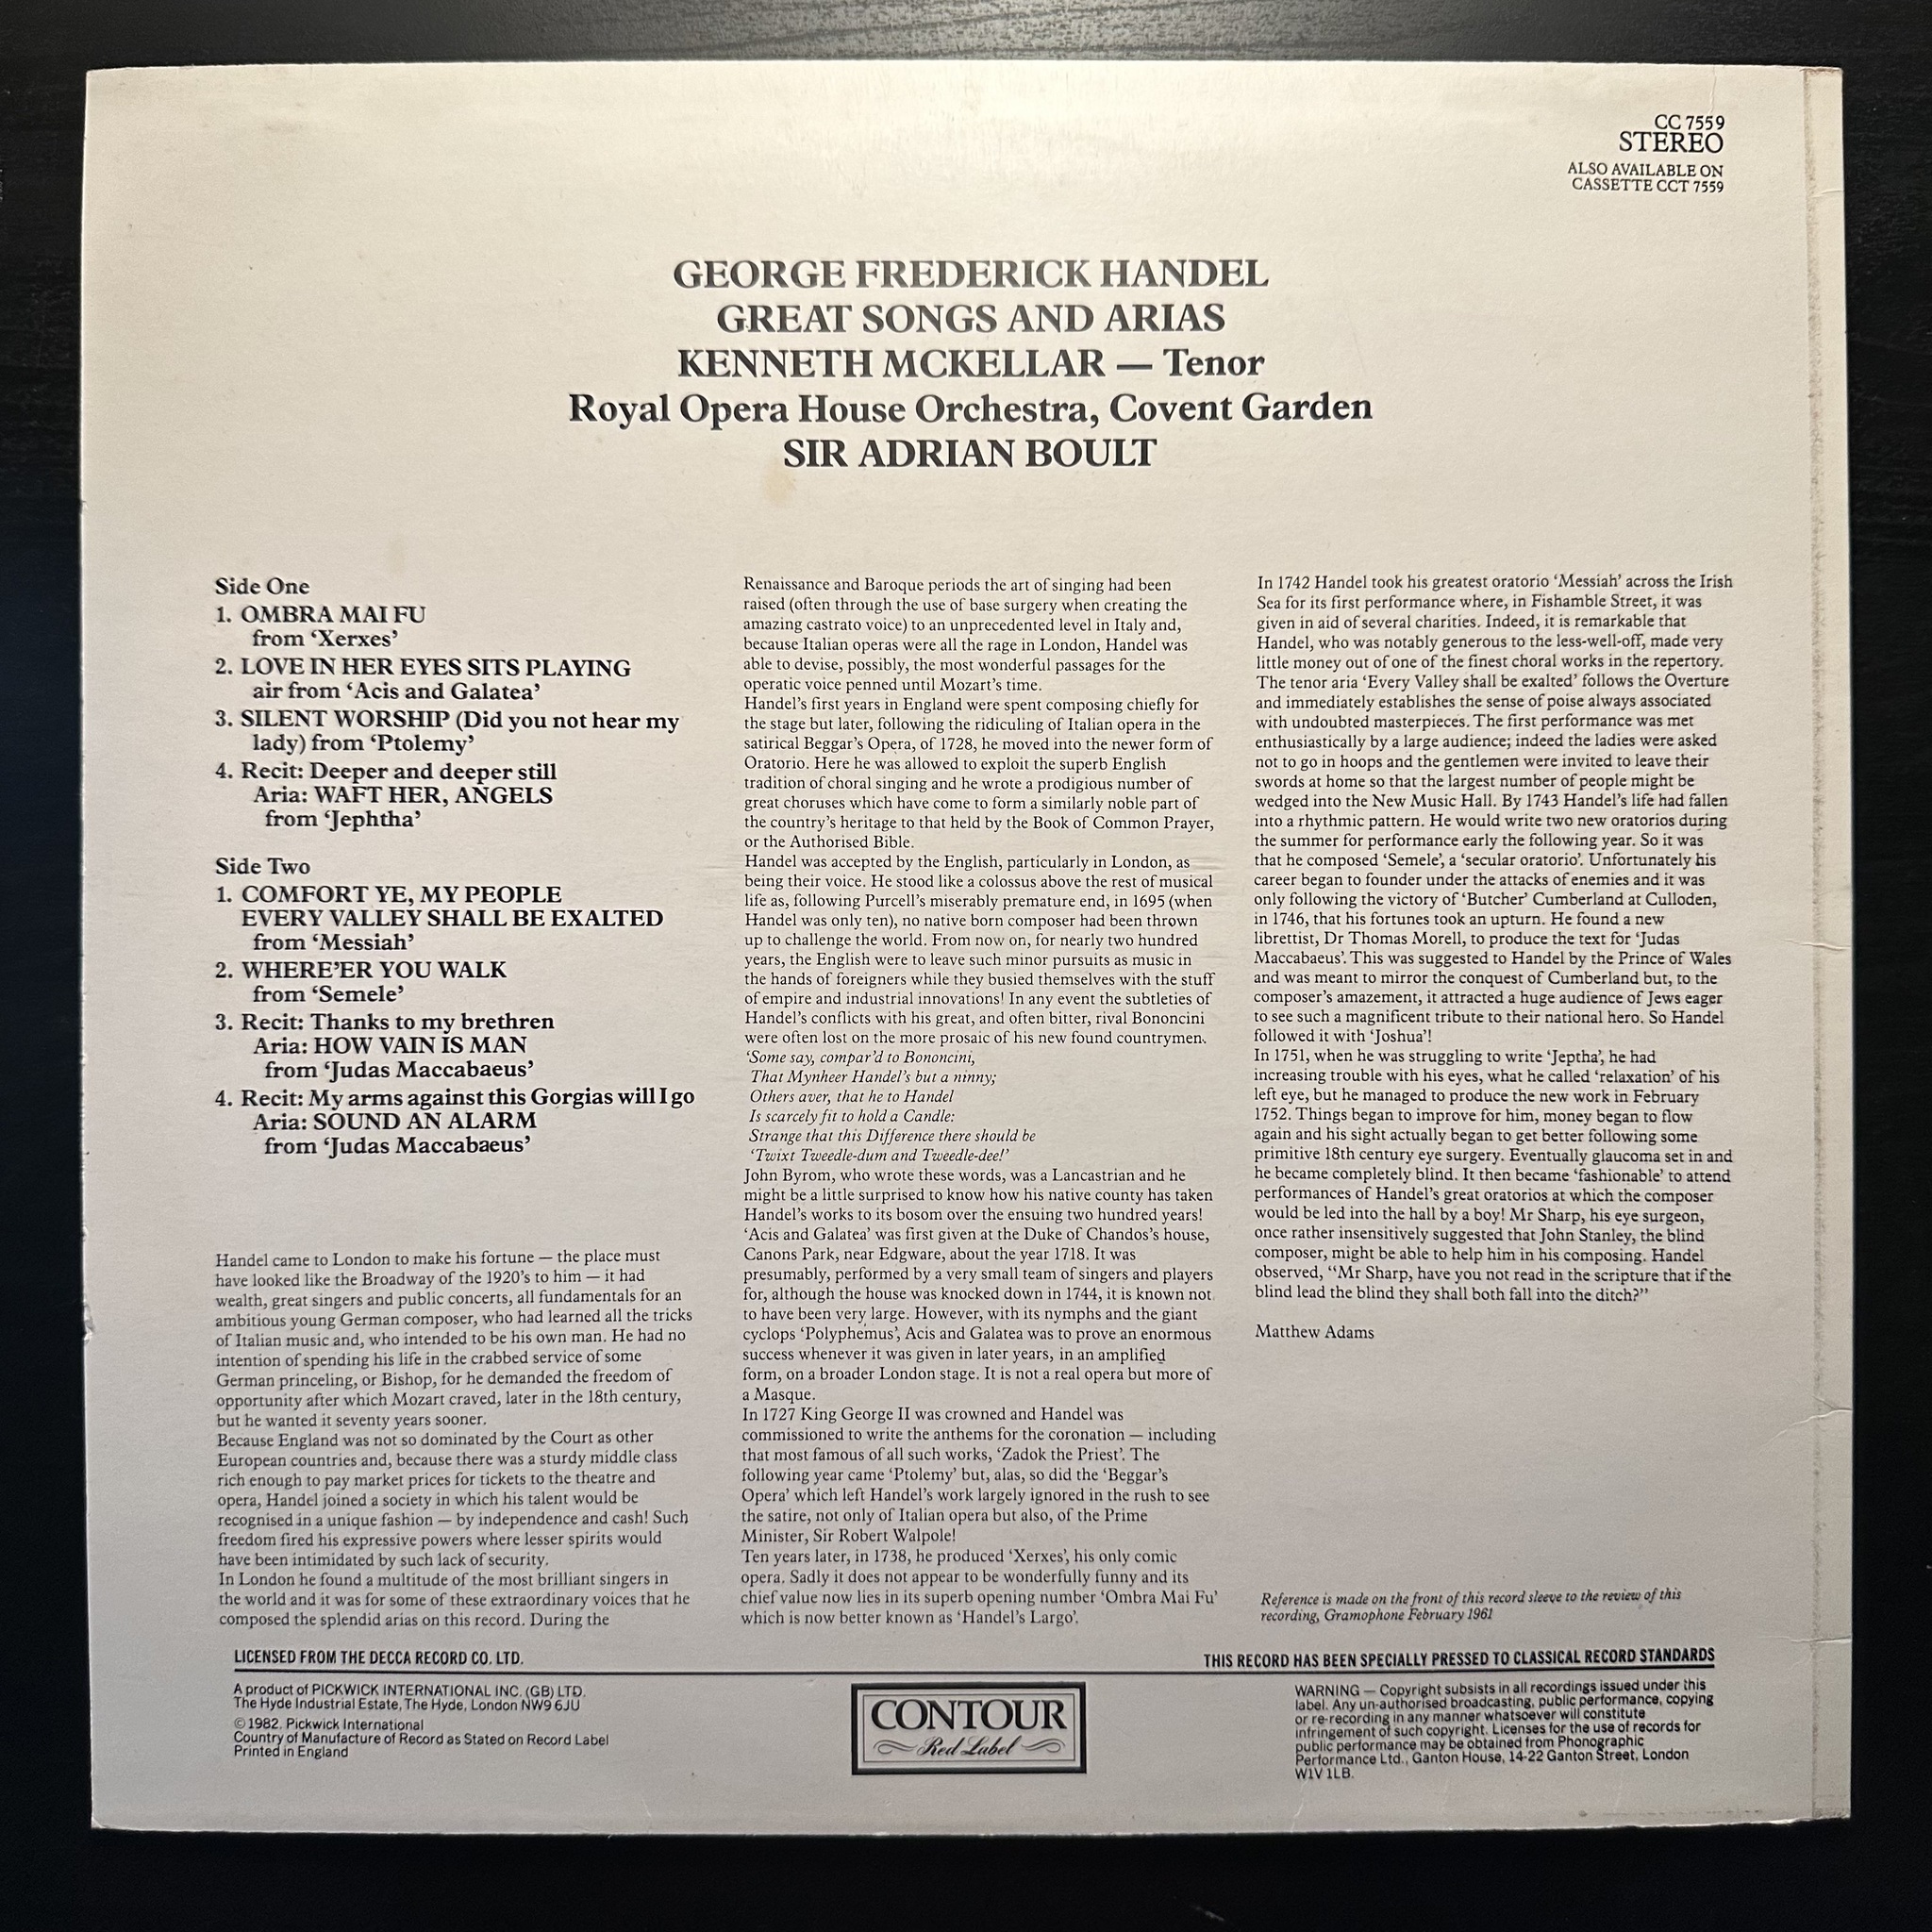 CC 7559
STEREO
ALSO AVAILABLE ON
CASSETTE CCT 7559
GEORGE FREDERICK HANDEL
GREAT SONGS AND ARIAS
KENNETH MCKELLAR — Tenor
Royal Opera House Orchestra, Covent Garden
SIR ADRIAN BOULT
Side One
1. OMBRA MAI FU
from ‘Xerxes’
2. LOVE IN HER EYES SITS PLAYING
air from ‘Acis and Galatea’
3. SILENT WORSHIP (Did you not hear my
lady) from ‘Ptolemy’
4. Recit: Deeper and deeper still
Aria: WAFT HER, ANGELS
from ‘Jephtha’
Side Two
1. COMFORT YE, MY PEOPLE
EVERY VALLEY SHALL BE EXALTED
from ‘Messiah’
2. WHERE’ER YOU WALK
from ‘Semele’
3. Recit: Thanks to my brethren
Aria: HOW VAIN IS MAN
from ‘Judas Maccabaeus’
4. Recit: My arms against this Gorgias will I go
Aria: SOUND AN ALARM
from ‘Judas Maccabaeus’
Handel came to London to make his fortune — the place must
have looked like the Broadway of the 1920’s to him — it had
wealth, great singers and public concerts, all fundamentals for an
ambitious young German composer, who had learned all the tricks
of Italian music and, who intended to be his own man. He had no
intention of spending his life in the crabbed service of some
German princeling, or Bishop, for he demanded the freedom of
opportunity after which Mozart craved, later in the 18th century,
but he wanted it seventy years sooner.
Because England was not so dominated by the Court as other
European countries and, because there was a sturdy middle class
rich enough to pay market prices for tickets to the theatre and
opera, Handel joined a society in which his talent would be
recognised in a unique fashion — by independence and cash! Such
freedom fired his expressive powers where lesser spirits would
have been intimidated by such lack of security.
In London he found a multitude of the most brilliant singers in
the world and it was for some of these extraordinary voices that he
composed the splendid arias on this record. During the
Renaissance and Baroque periods the art of singing had been
raised (often through the use of base surgery when creating the
amazing castrato voice) to an unprecedented level in Italy and,
because Italian operas were all the rage in London, Handel was
able to devise, possibly, the most wonderful passages for the
operatic voice penned until Mozart’s time.
Handel’s first years in England were spent composing chiefly for
the stage but later, following the ridiculing of Italian opera in the
satirical Beggar’s Opera, of 1728, he moved into the newer form of
Oratorio. Here he was allowed to exploit the superb English
tradition of choral singing and he wrote a prodigious number of
great choruses which have come to form a similarly noble part of
the country’s heritage to that held by the Book of Common Prayer,
or the Authorised Bible.
Handel was accepted by the English, particularly in London, as
being their voice. He stood like a colossus above the rest of musical
life as, following Purcell’s miserably premature end, in 1695 (when
Handel was only ten), no native born composer had been thrown
up to challenge the world. From now on, for nearly two hundred
years, the English were to leave such minor pursuits as music in
the hands of foreigners while they busied themselves with the stuff
of empire and industrial innovations! In any event the subtleties of
Handel’s conflicts with his great, and often bitter, rival Bononcini
were often lost on the more prosaic of his new found countrymen.
‘Some say, compar’d to Bononcini,
That Mynheer Handel’s but a ninny;
Others aver, that he to Handel
Is scarcely fit to hold a Candle:
Strange that this Difference there should be
‘Twixt Tweedle-dum and Tweedle-dee!’
John Byrom, who wrote these words, was a Lancastrian and he
might be a little surprised to know how his native county has taken
Handel’s works to its bosom over the ensuing two hundred years!
‘Acis and Galatea’ was first given at the Duke of Chandos’s house,
Canons Park, near Edgware, about the year 1718. It was
presumably, performed by a very small team of singers and players
for, although the house was knocked down in 1744, it is known not
to have been very large. However, with its nymphs and the giant
cyclops ‘Polyphemus’, Acis and Galatea was to prove an enormous
success whenever it was given in later years, in an amplified
form, on a broader London stage. It is not a real opera but more of
a Masque.
In 1727 King George II was crowned and Handel was
commissioned to write the anthems for the coronation — including
that most famous of all such works, ‘Zadok the Priest’. The
following year came ‘Ptolemy’ but, alas, so did the ‘Beggar’s
Opera’ which left Handel’s work largely ignored in the rush to see
the satire, not only of Italian opera but also, of the Prime
Minister, Sir Robert Walpole!
Ten years later, in 1738, he produced ‘Xerxes’, his only comic
opera. Sadly it does not appear to be wonderfully funny and its
chief value now lies in its superb opening number ‘Ombra Mai Fu’
which is now better known as ‘Handel’s Largo’.
In 1742 Handel took his greatest oratorio ‘Messiah’ across the Irish
Sea for its first performance where, in Fishamble Street, it was
given in aid of several charities. Indeed, it is remarkable that
Handel, who was notably generous to the less-well-off, made very
little money out of one of the finest choral works in the repertory.
The tenor aria ‘Every Valley shall be exalted’ follows the Overture
and immediately establishes the sense of poise always associated
with undoubted masterpieces. The first performance was met
enthusiastically by a large audience; indeed the ladies were asked
not to go in hoops and the gentlemen were invited to leave their
swords at home so that the largest number of people might be
wedged into the New Music Hall. By 1743 Handel’s life had fallen
into a rhythmic pattern. He would write two new oratorios during
the summer for performance early the following year. So it was
that he composed ‘Semele’, a ‘secular oratorio’. Unfortunately his
career began to founder under the attacks of enemies and it was
only following the victory of ‘Butcher’ Cumberland at Culloden,
in 1746, that his fortunes took an upturn. He found a new
librettist, Dr Thomas Morell, to produce the text for ‘Judas
Maccabaeus’. This was suggested to Handel by the Prince of Wales
and was meant to mirror the conquest of Cumberland but, to the
composer’s amazement, it attracted a huge audience of Jews eager
to see such a magnificent tribute to their national hero. So Handel
followed it with ‘Joshua’!
In 1751, when he was struggling to write ‘Jeptha’, he had
increasing trouble with his eyes, what he called ‘relaxation’ of his
left eye, but he managed to produce the new work in February
1752. Things began to improve for him, money began to flow
again and his sight actually began to get better following some
primitive 18th century eye surgery. Eventually glaucoma set in and
he became completely blind. It then became ‘fashionable’ to attend
performances of Handel’s great oratorios at which the composer
would be led into the hall by a boy! Mr Sharp, his eye surgeon,
once rather insensitively suggested that John Stanley, the blind
composer, might be able to help him in his composing. Handel
observed, “Mr Sharp, have you not read in the scripture that if the
blind lead the blind they shall both fall into the ditch?”
Matthew Adams
Reference is made on the front of this record sleeve to the review of this
recording, Gramophone February 1961
LICENSED FROM THE DECCA RECORD CO. LTD.
THIS RECORD HAS BEEN SPECIALLY PRESSED TO CLASSICAL RECORD STANDARDS
A product of PICKWICK INTERNATIONAL INC. (GB) LTD.
The Hyde Industrial Estate, The Hyde, London NW9 6JU
© 1982. Pickwick International
Country of Manufacture of Record as Stated on Record Label
Printed in England
CONTOUR
Red Label
WARNING — Copyright subsists in all recordings issued under this
label. Any un-authorised broadcasting, public performance, copying
or re-recording in any manner whatsoever will constitute
infringement of such copyright. Licenses for the use of records for
public performance may be obtained from Phonographic
Performance Ltd., Ganton House, 14-22 Ganton Street, London
W1V 1LB.